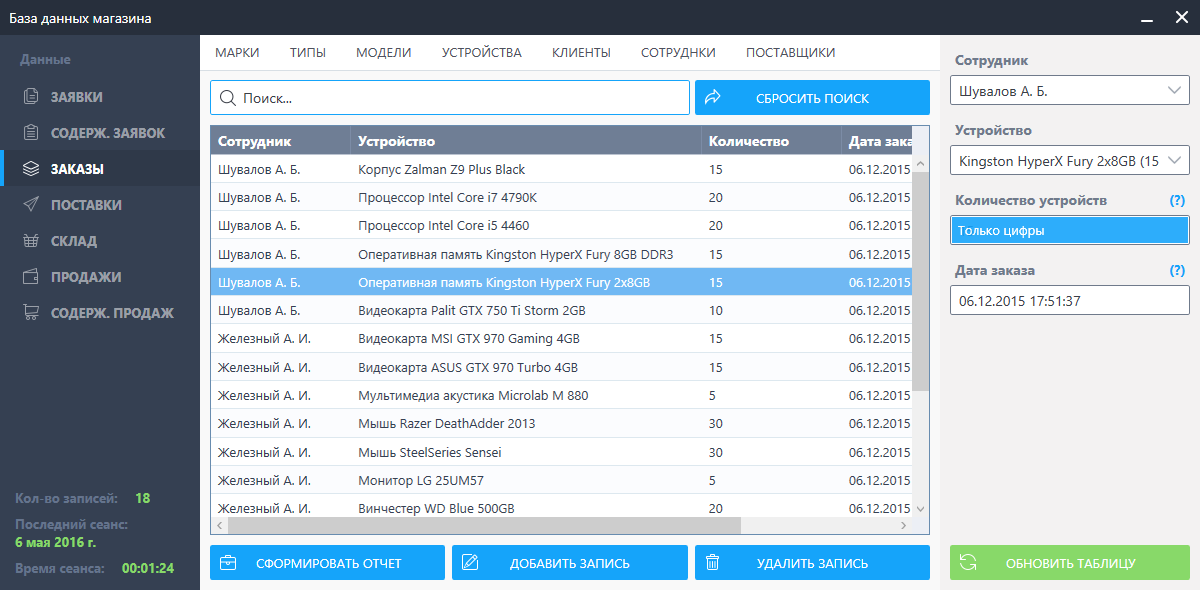 База данных магазина
Данные
ЗАЯВКИ
СОДЕРЖ. ЗАЯВОК
ЗАКАЗЫ
ПОСТАВКИ
СКЛАД
ПРОДАЖИ
СОДЕРЖ. ПРОДАЖ
Кол-во записей: 18
Последний сеанс:
6 мая 2016 г.
Время сеанса: 00:01:24
МАРКИ ТИПЫ МОДЕЛИ УСТРОЙСТВА КЛИЕНТЫ СОТРУДНКИ ПОСТАВЩИКИ
Поиск... СБРОСИТЬ ПОИСК
Сотрудник Устройство Количество Дата зака
Шувалов А. Б. Корпус Zalman Z9 Plus Black 15 06.12.2015
Шувалов А. Б. Процессор Intel Core i7 4790K 20 06.12.2015
Шувалов А. Б. Процессор Intel Core i5 4460 20 06.12.2015
Шувалов А. Б. Оперативная память Kingston HyperX Fury 8GB DDR3 15 06.12.2015
Шувалов А. Б. Оперативная память Kingston HyperX Fury 2x8GB 15 06.12.2015
Шувалов А. Б. Видеокарта Palit GTX 750 Ti Storm 2GB 10 06.12.2015
Железный А. И. Видеокарта MSI GTX 970 Gaming 4GB 15 06.12.2015
Железный А. И. Видеокарта ASUS GTX 970 Turbo 4GB 15 06.12.2015
Железный А. И. Мультимедиа акустика Microlab M 880 5 06.12.2015
Железный А. И. Мышь Razer DeathAdder 2013 30 06.12.2015
Железный А. И. Мышь SteelSeries Sensei 30 06.12.2015
Железный А. И. Монитор LG 25UM57 5 06.12.2015
Железный А. И. Винчестер WD Blue 500GB 20 06.12.2015
СФОРМИРОВАТЬ ОТЧЕТ ДОБАВИТЬ ЗАПИСЬ УДАЛИТЬ ЗАПИСЬ
Сотрудник
Шувалов А. Б.
Устройство
Kingston HyperX Fury 2x8GB (15
Количество устройств (?)
Только цифры
Дата заказа (?)
06.12.2015 17:51:37
ОБНОВИТЬ ТАБЛИЦУ